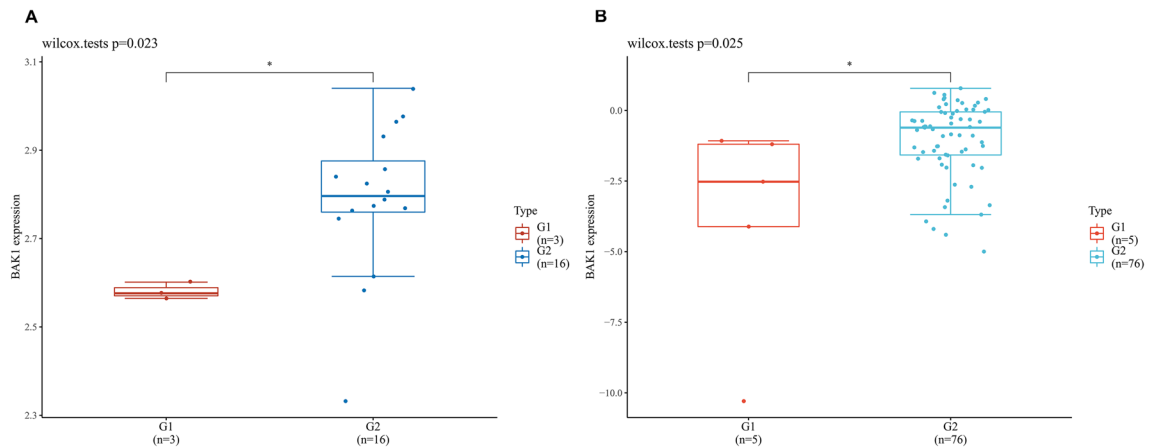 A
wilcox.tests p=0.023
*
3.1
2.9
2.7
2.5
2.3
BAK1 expression
G1
(n=3)
G2
(n=16)
Type
G1
(n=3)
G2
(n=16)
B
wilcox.tests p=0.025
*
0.0
−2.5
−5.0
−7.5
−10.0
BAK1 expression
G1
(n=5)
G2
(n=76)
Type
G1
(n=5)
G2
(n=76)